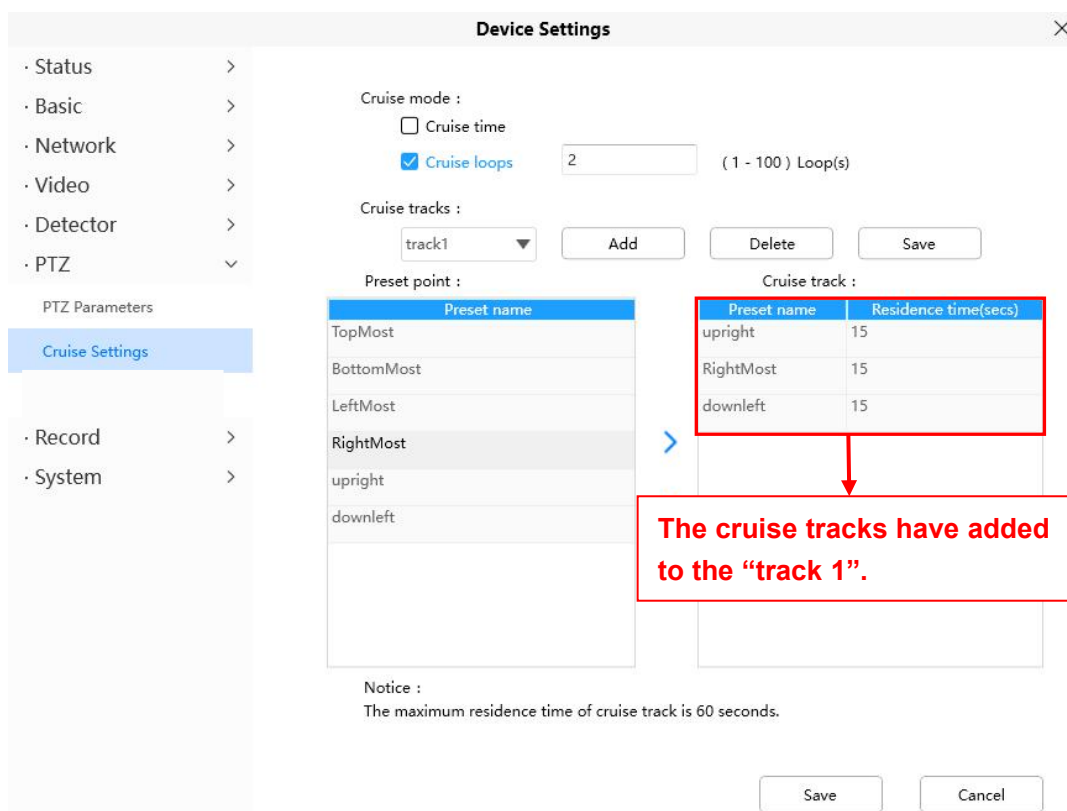 Device Settings
· Status
· Basic
· Network
· Video
· Detector
· PTZ
PTZ Parameters
Cruise Settings
· Record
· System
Cruise mode :
Cruise time
Cruise loops 2 ( 1 - 100 ) Loop(s)
Cruise tracks :
track1 Add Delete Save
Preset point :
Preset name
TopMost
BottomMost
LeftMost
RightMost
upright
downleft
Cruise track :
Preset name Residence time(secs)
upright 15
RightMost 15
downleft 15
The cruise tracks have added
to the “track 1”.
Notice :
The maximum residence time of cruise track is 60 seconds.
Save Cancel